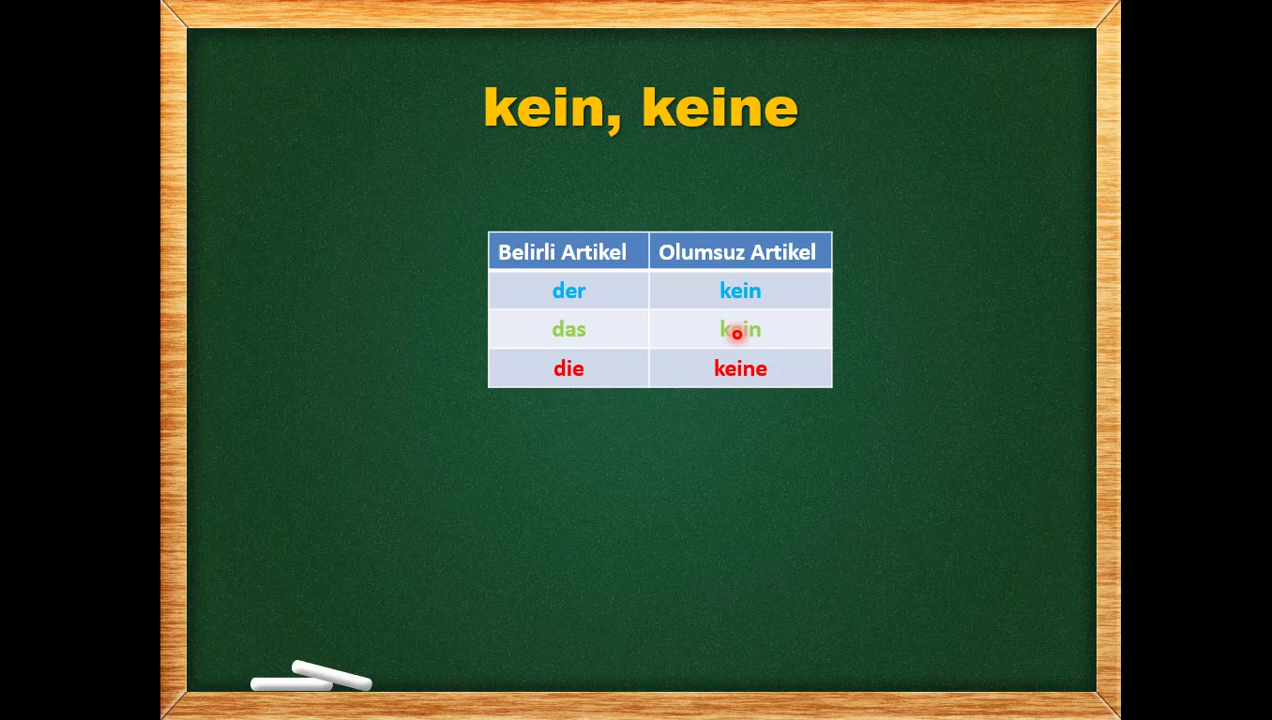 kein, keine
Belirli Artikel Olumsuz Artikel
der kein
das kein
die keine